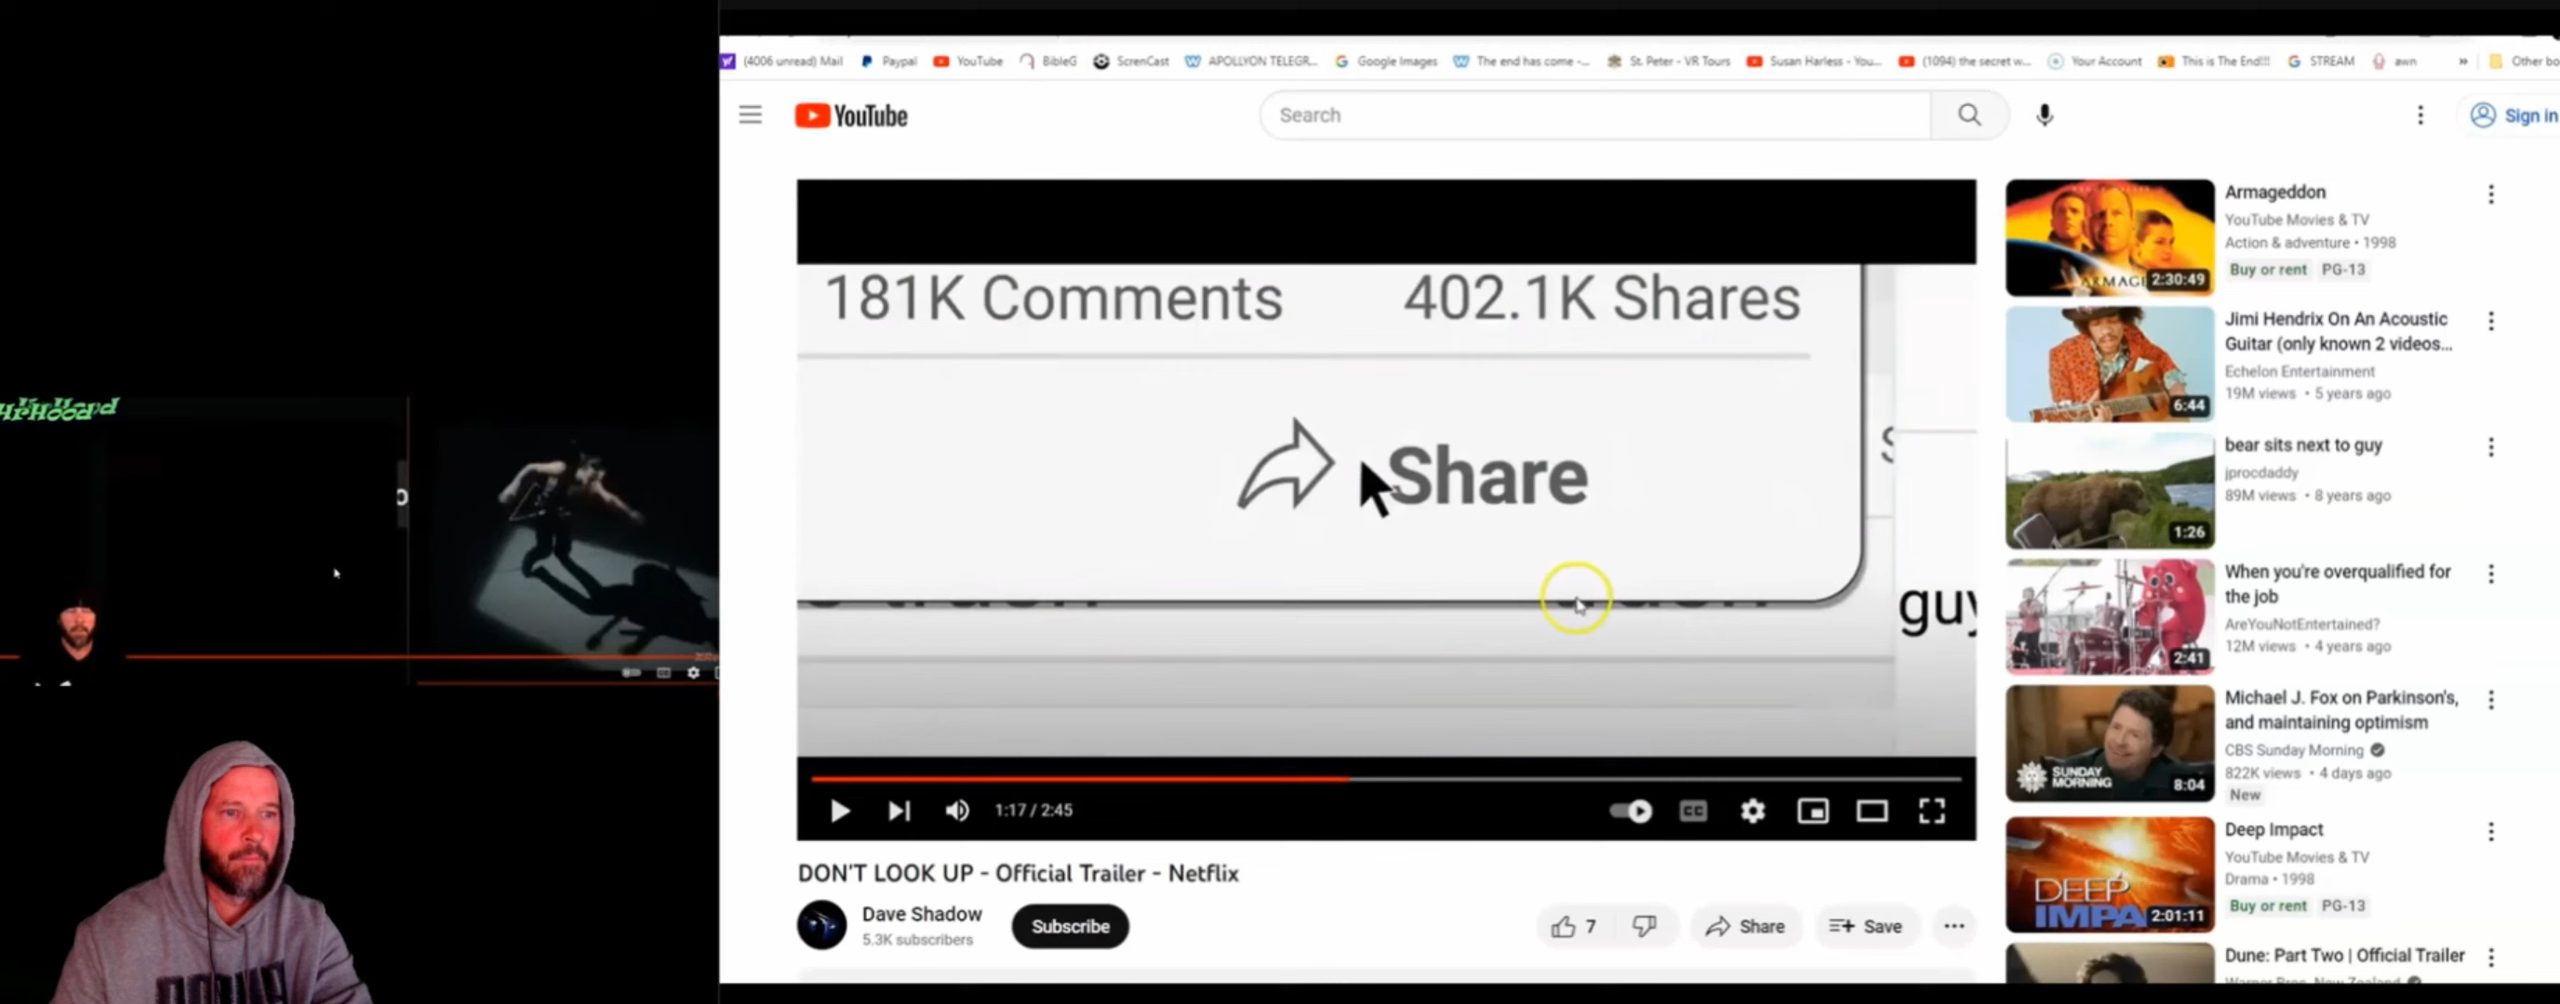 (4006 unread) Mail
Paypal
YouTube
BibleG
ScrenCast
APOLLYON TELEGR...
Google Images
The end has come -...
St. Peter - VR Tours
Susan Harless - You...
(1094) the secret w...
Your Account
This is The End!!!
STREAM
awn
»
Other bo
YouTube
Search
Sign in
181K Comments
402.1K Shares
Share
guy
1:17 / 2:45
CC
DON'T LOOK UP - Official Trailer - Netflix
Dave Shadow
5.3K subscribers
Subscribe
7
Share
Save
2:30:49
Armageddon
YouTube Movies & TV
Action & adventure • 1998
Buy or rent
PG-13
6:44
Jimi Hendrix On An Acoustic
Guitar (only known 2 videos...
Echelon Entertainment
19M views • 5 years ago
1:26
bear sits next to guy
jprocdaddy
89M views • 8 years ago
2:41
When you're overqualified for
the job
AreYouNotEntertained?
12M views • 4 years ago
SUNDAY
MORNING
8:04
Michael J. Fox on Parkinson's,
and maintaining optimism
CBS Sunday Morning
822K views • 4 days ago
New
DEEP
IMPA
2:01:11
Deep Impact
YouTube Movies & TV
Drama • 1998
Buy or rent
PG-13
Dune: Part Two | Official Trailer